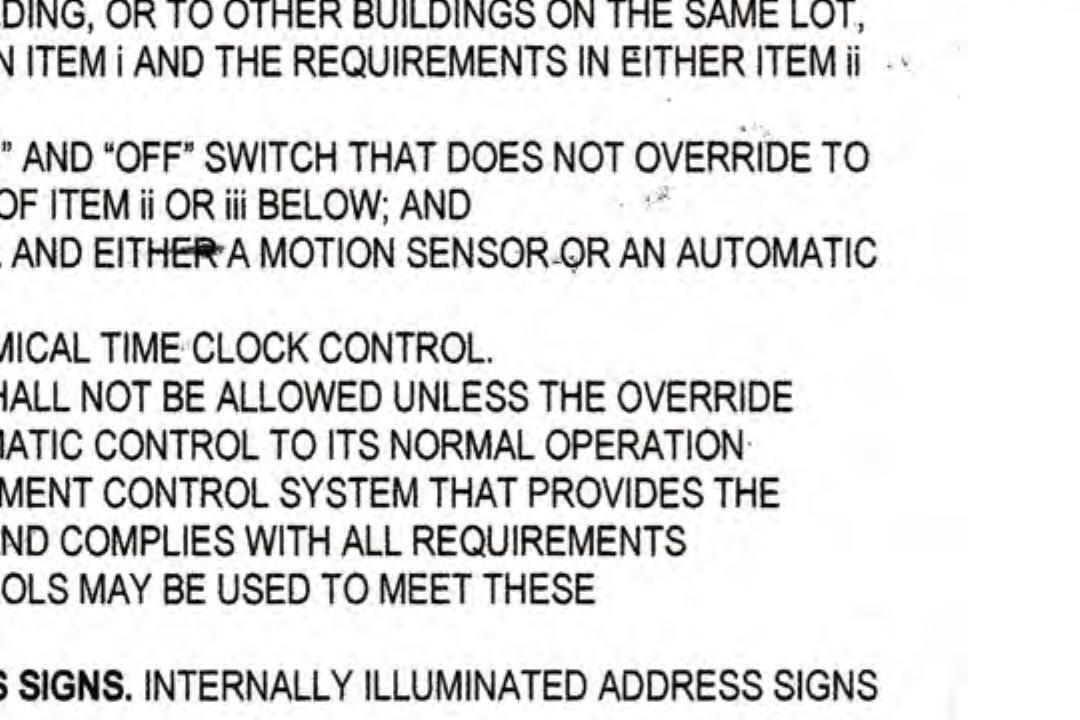 DING, OR TO OTHER BUILDINGS ON THE SAME LOT,
N ITEM i AND THE REQUIREMENTS IN EITHER ITEM ii
” AND “OFF” SWITCH THAT DOES NOT OVERRIDE TO
OF ITEM ii OR iii BELOW; AND
AND EITHER A MOTION SENSOR OR AN AUTOMATIC
MICAL TIME CLOCK CONTROL.
HALL NOT BE ALLOWED UNLESS THE OVERRIDE
MATIC CONTROL TO ITS NORMAL OPERATION
MENT CONTROL SYSTEM THAT PROVIDES THE
ND COMPLIES WITH ALL REQUIREMENTS
OLS MAY BE USED TO MEET THESE
S SIGNS. INTERNALLY ILLUMINATED ADDRESS SIGNS